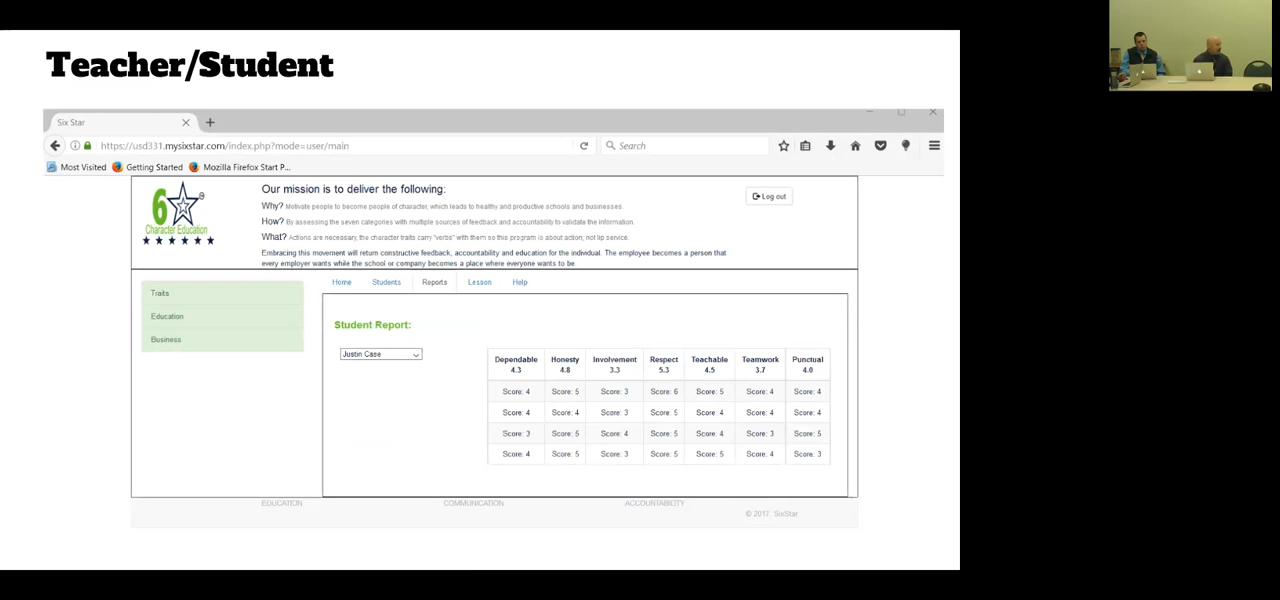 Teacher/Student
Six Star
https://usd331.mysixstar.com/index.php?mode=user/main
Search
Most Visited
Getting Started
Mozilla Firefox Start P...
6
Character Education
Our mission is to deliver the following:
Why? Motivate people to become people of character, which leads to healthy and productive schools and businesses.
How? By assessing the seven categories with multiple sources of feedback and accountability to validate the information.
What? Actions are necessary, the character traits carry "verbs" with them so this program is about action; not lip service.
Embracing this movement will return constructive feedback, accountability and education for the individual. The employee becomes a person that
every employer wants while the school or company becomes a place where everyone wants to be.
Log out
Traits
Education
Business
Home Students Reports Lesson Help
Student Report:
Justin Case
Dependable Honesty Involvement Respect Teachable Teamwork Punctual
4.3 4.8 3.3 5.3 4.5 3.7 4.0
Score: 4 Score: 5 Score: 3 Score: 6 Score: 5 Score: 4 Score: 4
Score: 4 Score: 4 Score: 3 Score: 5 Score: 4 Score: 4 Score: 4
Score: 3 Score: 5 Score: 4 Score: 5 Score: 4 Score: 3 Score: 5
Score: 4 Score: 5 Score: 3 Score: 5 Score: 5 Score: 4 Score: 3
EDUCATION COMMUNICATION ACCOUNTABILITY
© 2017. SixStar